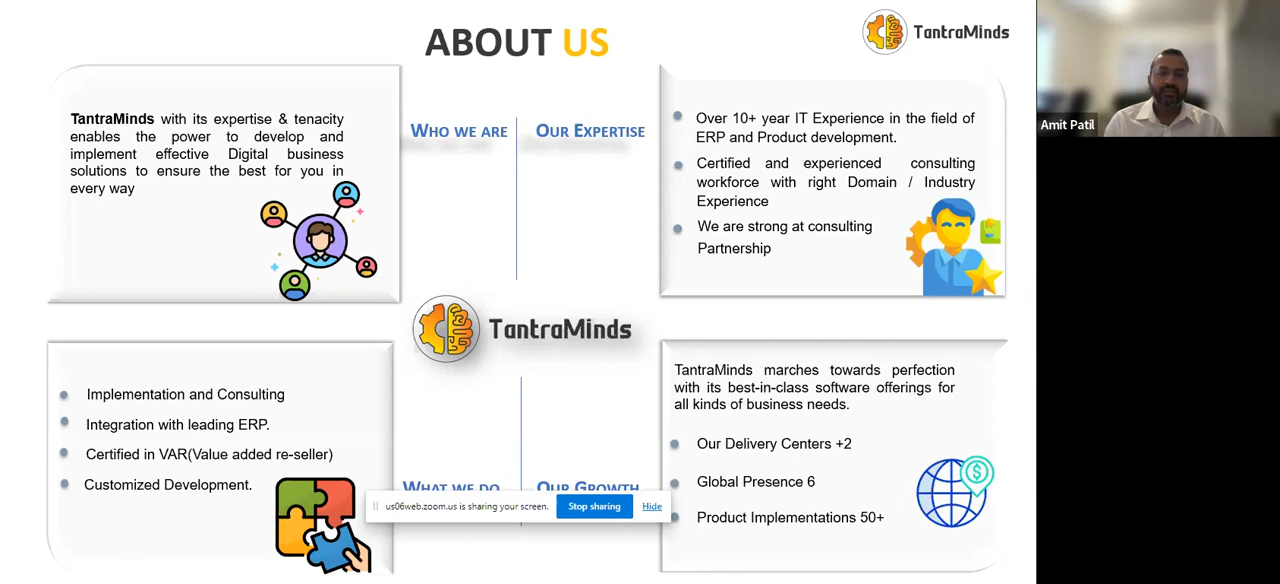 ABOUT US
TantraMinds
TantraMinds with its expertise & tenacity
enables the power to develop and
implement effective Digital business
solutions to ensure the best for you in
every way
WHO WE ARE
OUR EXPERTISE
Over 10+ year IT Experience in the field of
ERP and Product development.
Certified and experienced consulting
workforce with right Domain / Industry
Experience
We are strong at consulting
Partnership
TantraMinds
Implementation and Consulting
Integration with leading ERP.
Certified in VAR(Value added re-seller)
Customized Development.
WHAT WE DO
OUR GROWTH
TantraMinds marches towards perfection
with its best-in-class software offerings for
all kinds of business needs.
Our Delivery Centers +2
Global Presence 6
Product Implementations 50+
us06web.zoom.us is sharing your screen.
Stop sharing
Hide
Amit Patil